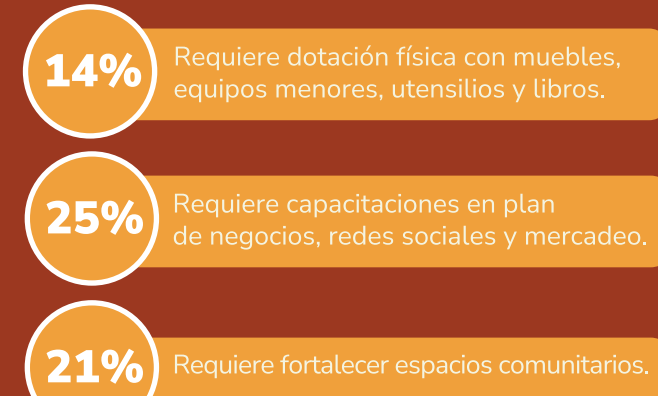 14%
Requiere dotación física con muebles,
equipos menores, utensilios y libros.
25%
Requiere capacitaciones en plan
de negocios, redes sociales y mercadeo.
21%
Requiere fortalecer espacios comunitarios.